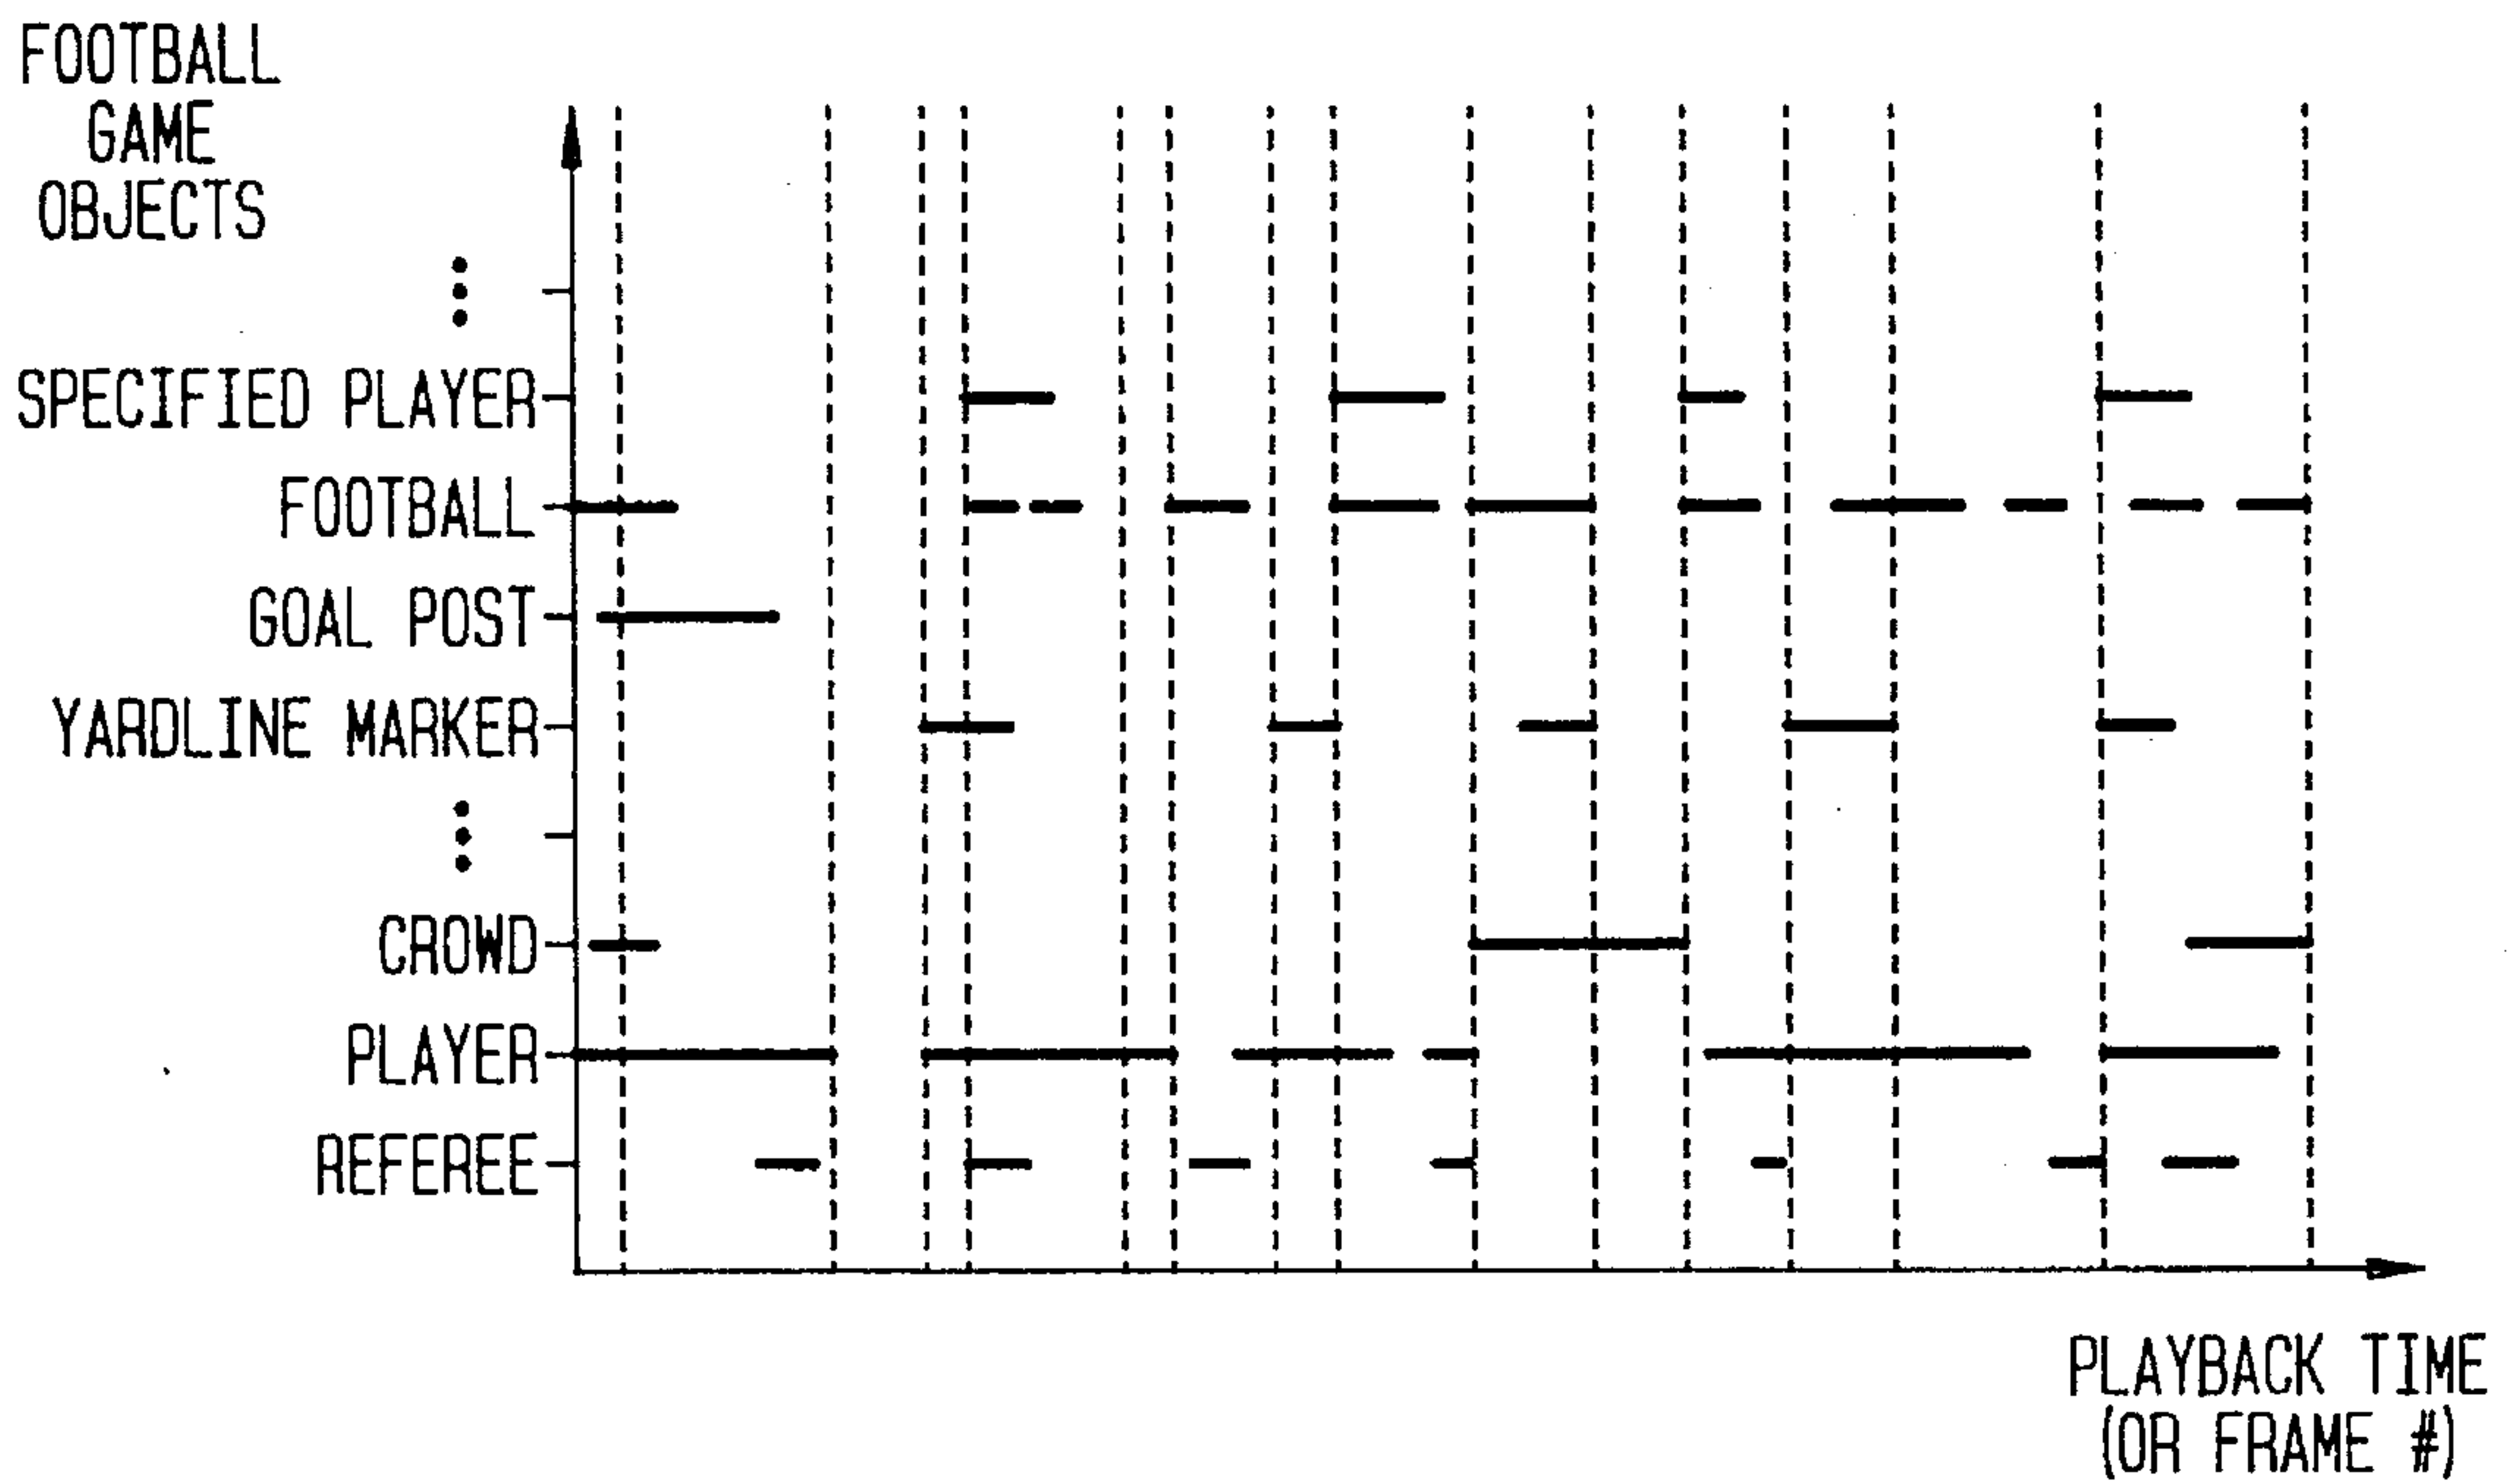 FOOTBALL
GAME
OBJECTS
SPECIFIED PLAYER
FOOTBALL
GOAL POST
YARDLINE MARKER
CROWD
PLAYER
REFEREE
PLAYBACK TIME
(OR FRAME #)